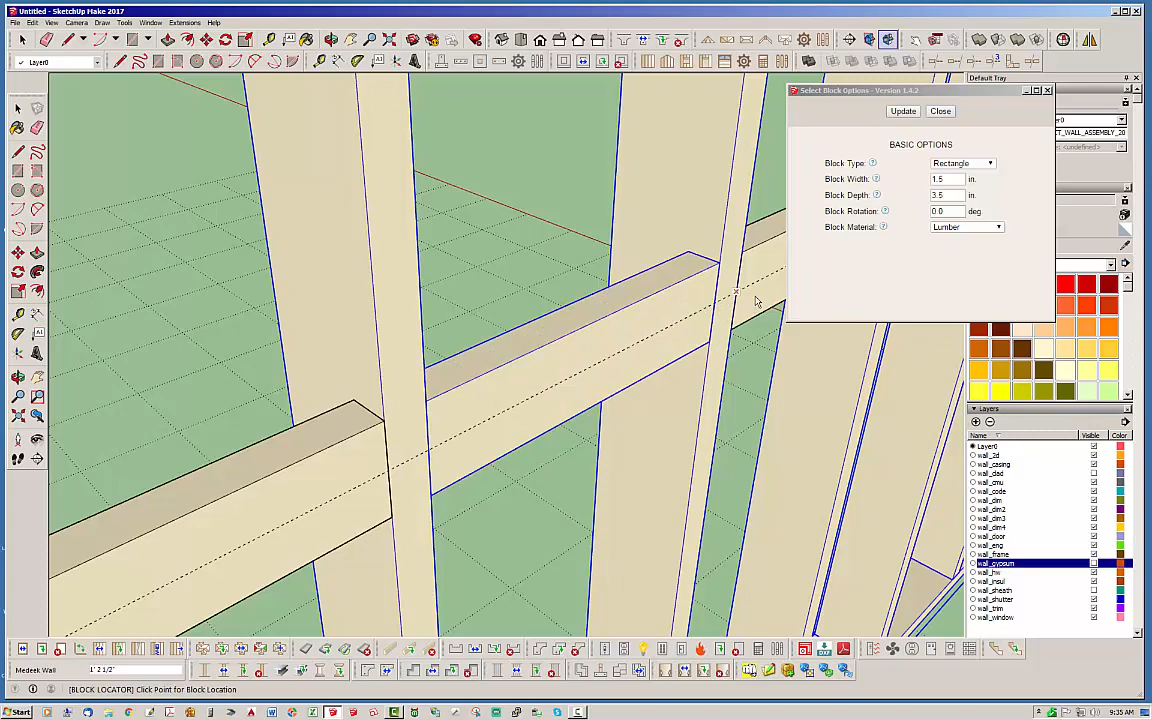 Untitled - SketchUp Make 2017
File Edit View Camera Draw Tools Window Extensions Help
Layer0
Default Tray
Select Block Options - Version 1.4.2
Update Close
BASIC OPTIONS
Block Type: Rectangle
Block Width: 1.5 in.
Block Depth: 3.5 in.
Block Rotation: 0.0 deg.
Block Material: Lumber
Layers
Name Visible Color
Layer0
wall_2d
wall_casing
wall_clad
wall_cmu
wall_code
wall_dim
wall_dim2
wall_dim3
wall_dim4
wall_door
wall_eng
wall_frame
wall_gypsum
wall_hw
wall_insul
wall_sheath
wall_shutter
wall_trim
wall_window
Medeek Wall 1' 2 1/2"
[BLOCK LOCATOR] Click Point for Block Location
Start
9:35 AM